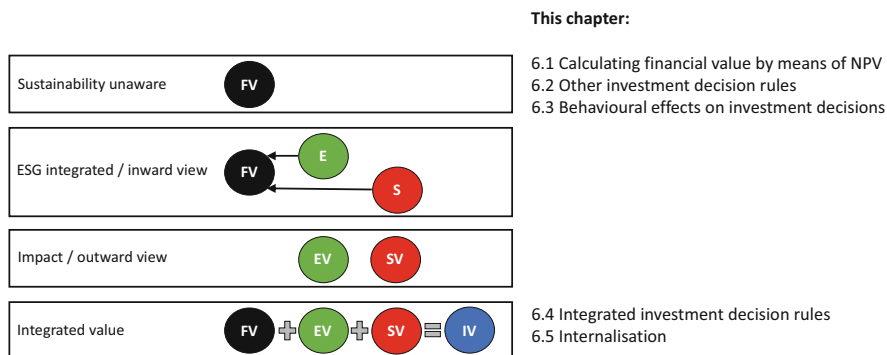 This chapter:
Sustainability unaware
FV
6.1 Calculating financial value by means of NPV
6.2 Other investment decision rules
6.3 Behavioural effects on investment decisions
ESG integrated / inward view
FV
E
S
Impact / outward view
EV
SV
Integrated value
FV + EV + SV = IV
6.4 Integrated investment decision rules
6.5 Internalisation